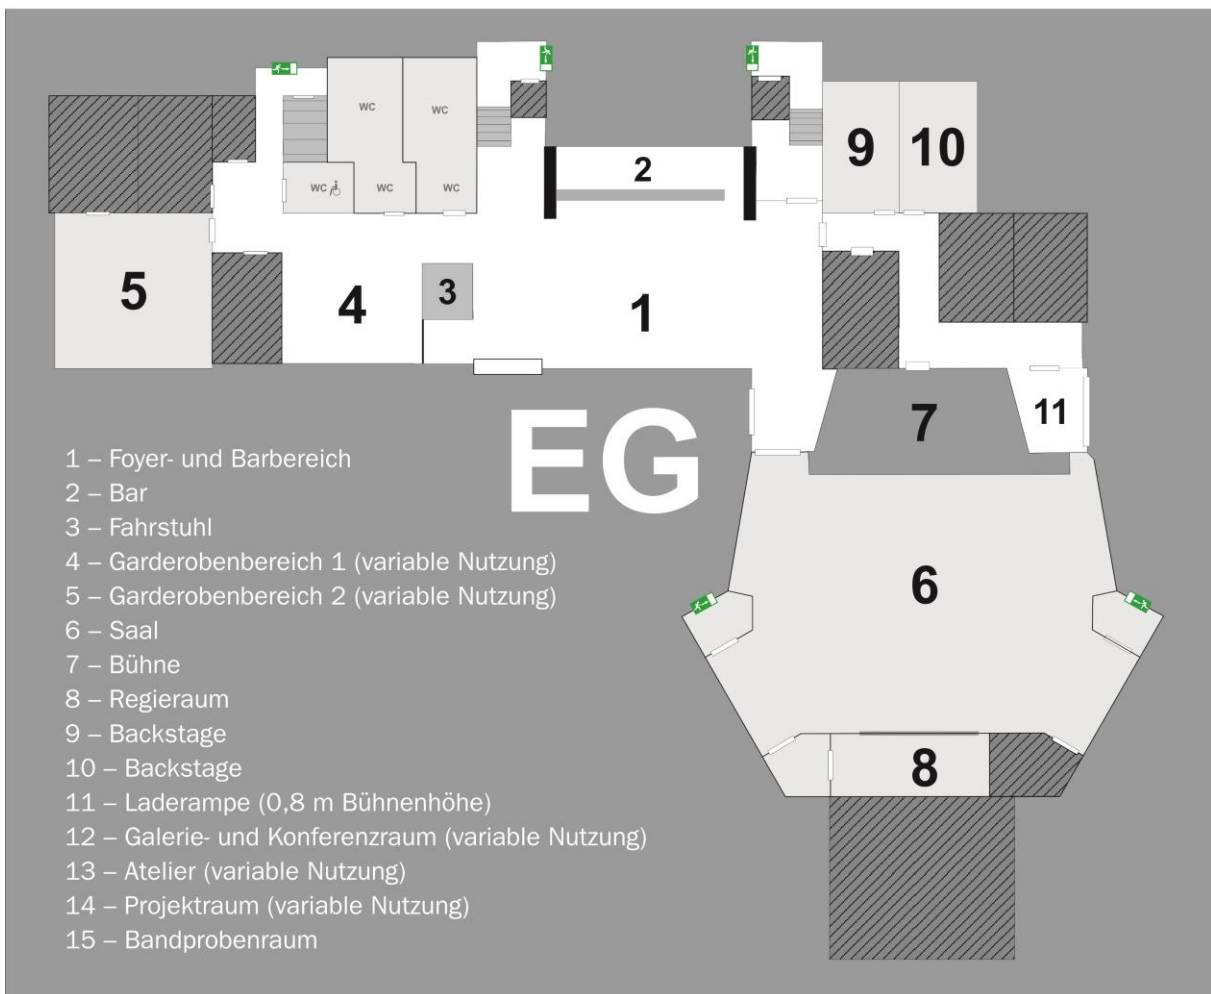 WC
WC
WC
WC
WC
2
9
10
5
4
3
1
7
11
EG
1 – Foyer- und Barbereich
2 – Bar
3 – Fahrstuhl
4 – Garderobenbereich 1 (variable Nutzung)
5 – Garderobenbereich 2 (variable Nutzung)
6 – Saal
7 – Bühne
8 – Regieraum
9 – Backstage
10 – Backstage
11 – Laderampe (0,8 m Bühnenhöhe)
12 – Galerie- und Konferenzraum (variable Nutzung)
13 – Atelier (variable Nutzung)
14 – Projektraum (variable Nutzung)
15 – Bandprobenraum
6
8